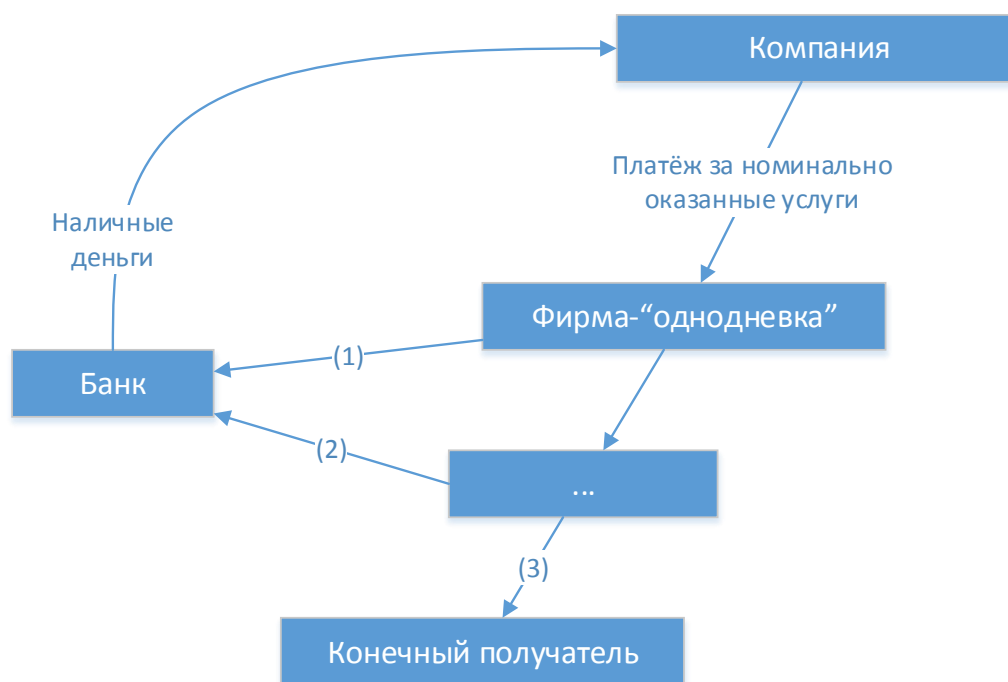 Компания
Платёж за номинально
оказанные услуги
Наличные
деньги
Фирма-“однодневка”
(1)
Банк
(2)
...
(3)
Конечный получатель